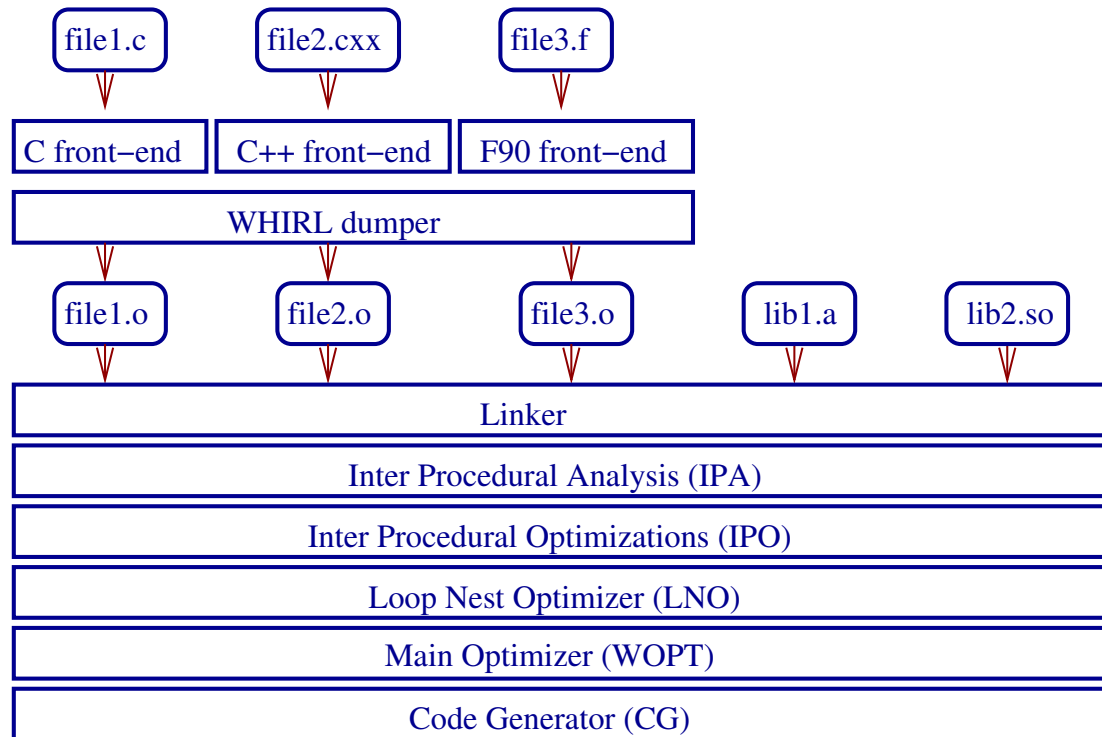 file1.c file2.cxx file3.f
C front−end C++ front−end F90 front−end
WHIRL dumper
file1.o file2.o file3.o lib1.a lib2.so
Linker
Inter Procedural Analysis (IPA)
Inter Procedural Optimizations (IPO)
Loop Nest Optimizer (LNO)
Main Optimizer (WOPT)
Code Generator (CG)